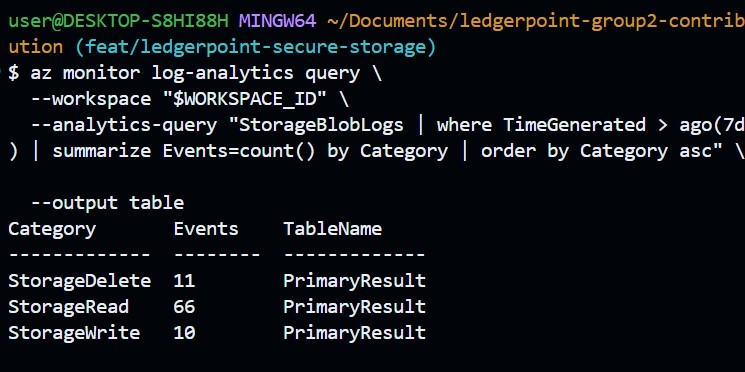 user@DESKTOP-S8HI88H MINGW64 ~/Documents/ledgerpoint-group2-contrib
ution (feat/ledgerpoint-secure-storage)
$ az monitor log-analytics query \
--workspace "$WORKSPACE_ID" \
--analytics-query "StorageBlobLogs | where TimeGenerated > ago(7d
) | summarize Events=count() by Category | order by Category asc" \
--output table
Category Events TableName
------------- -------- -------------
StorageDelete 11 PrimaryResult
StorageRead 66 PrimaryResult
StorageWrite 10 PrimaryResult